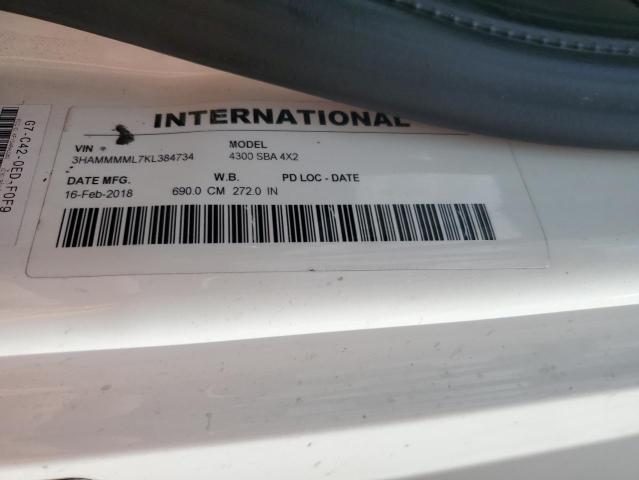 INTERNATIONAL
VIN
MODEL
3HAMMMML7KL384734
4300 SBA 4X2
DATE MFG.
W.B.
PD LOC - DATE
16-Feb-2018
690.0 CM 272.0 IN
G7-C42-0ED-F0F9